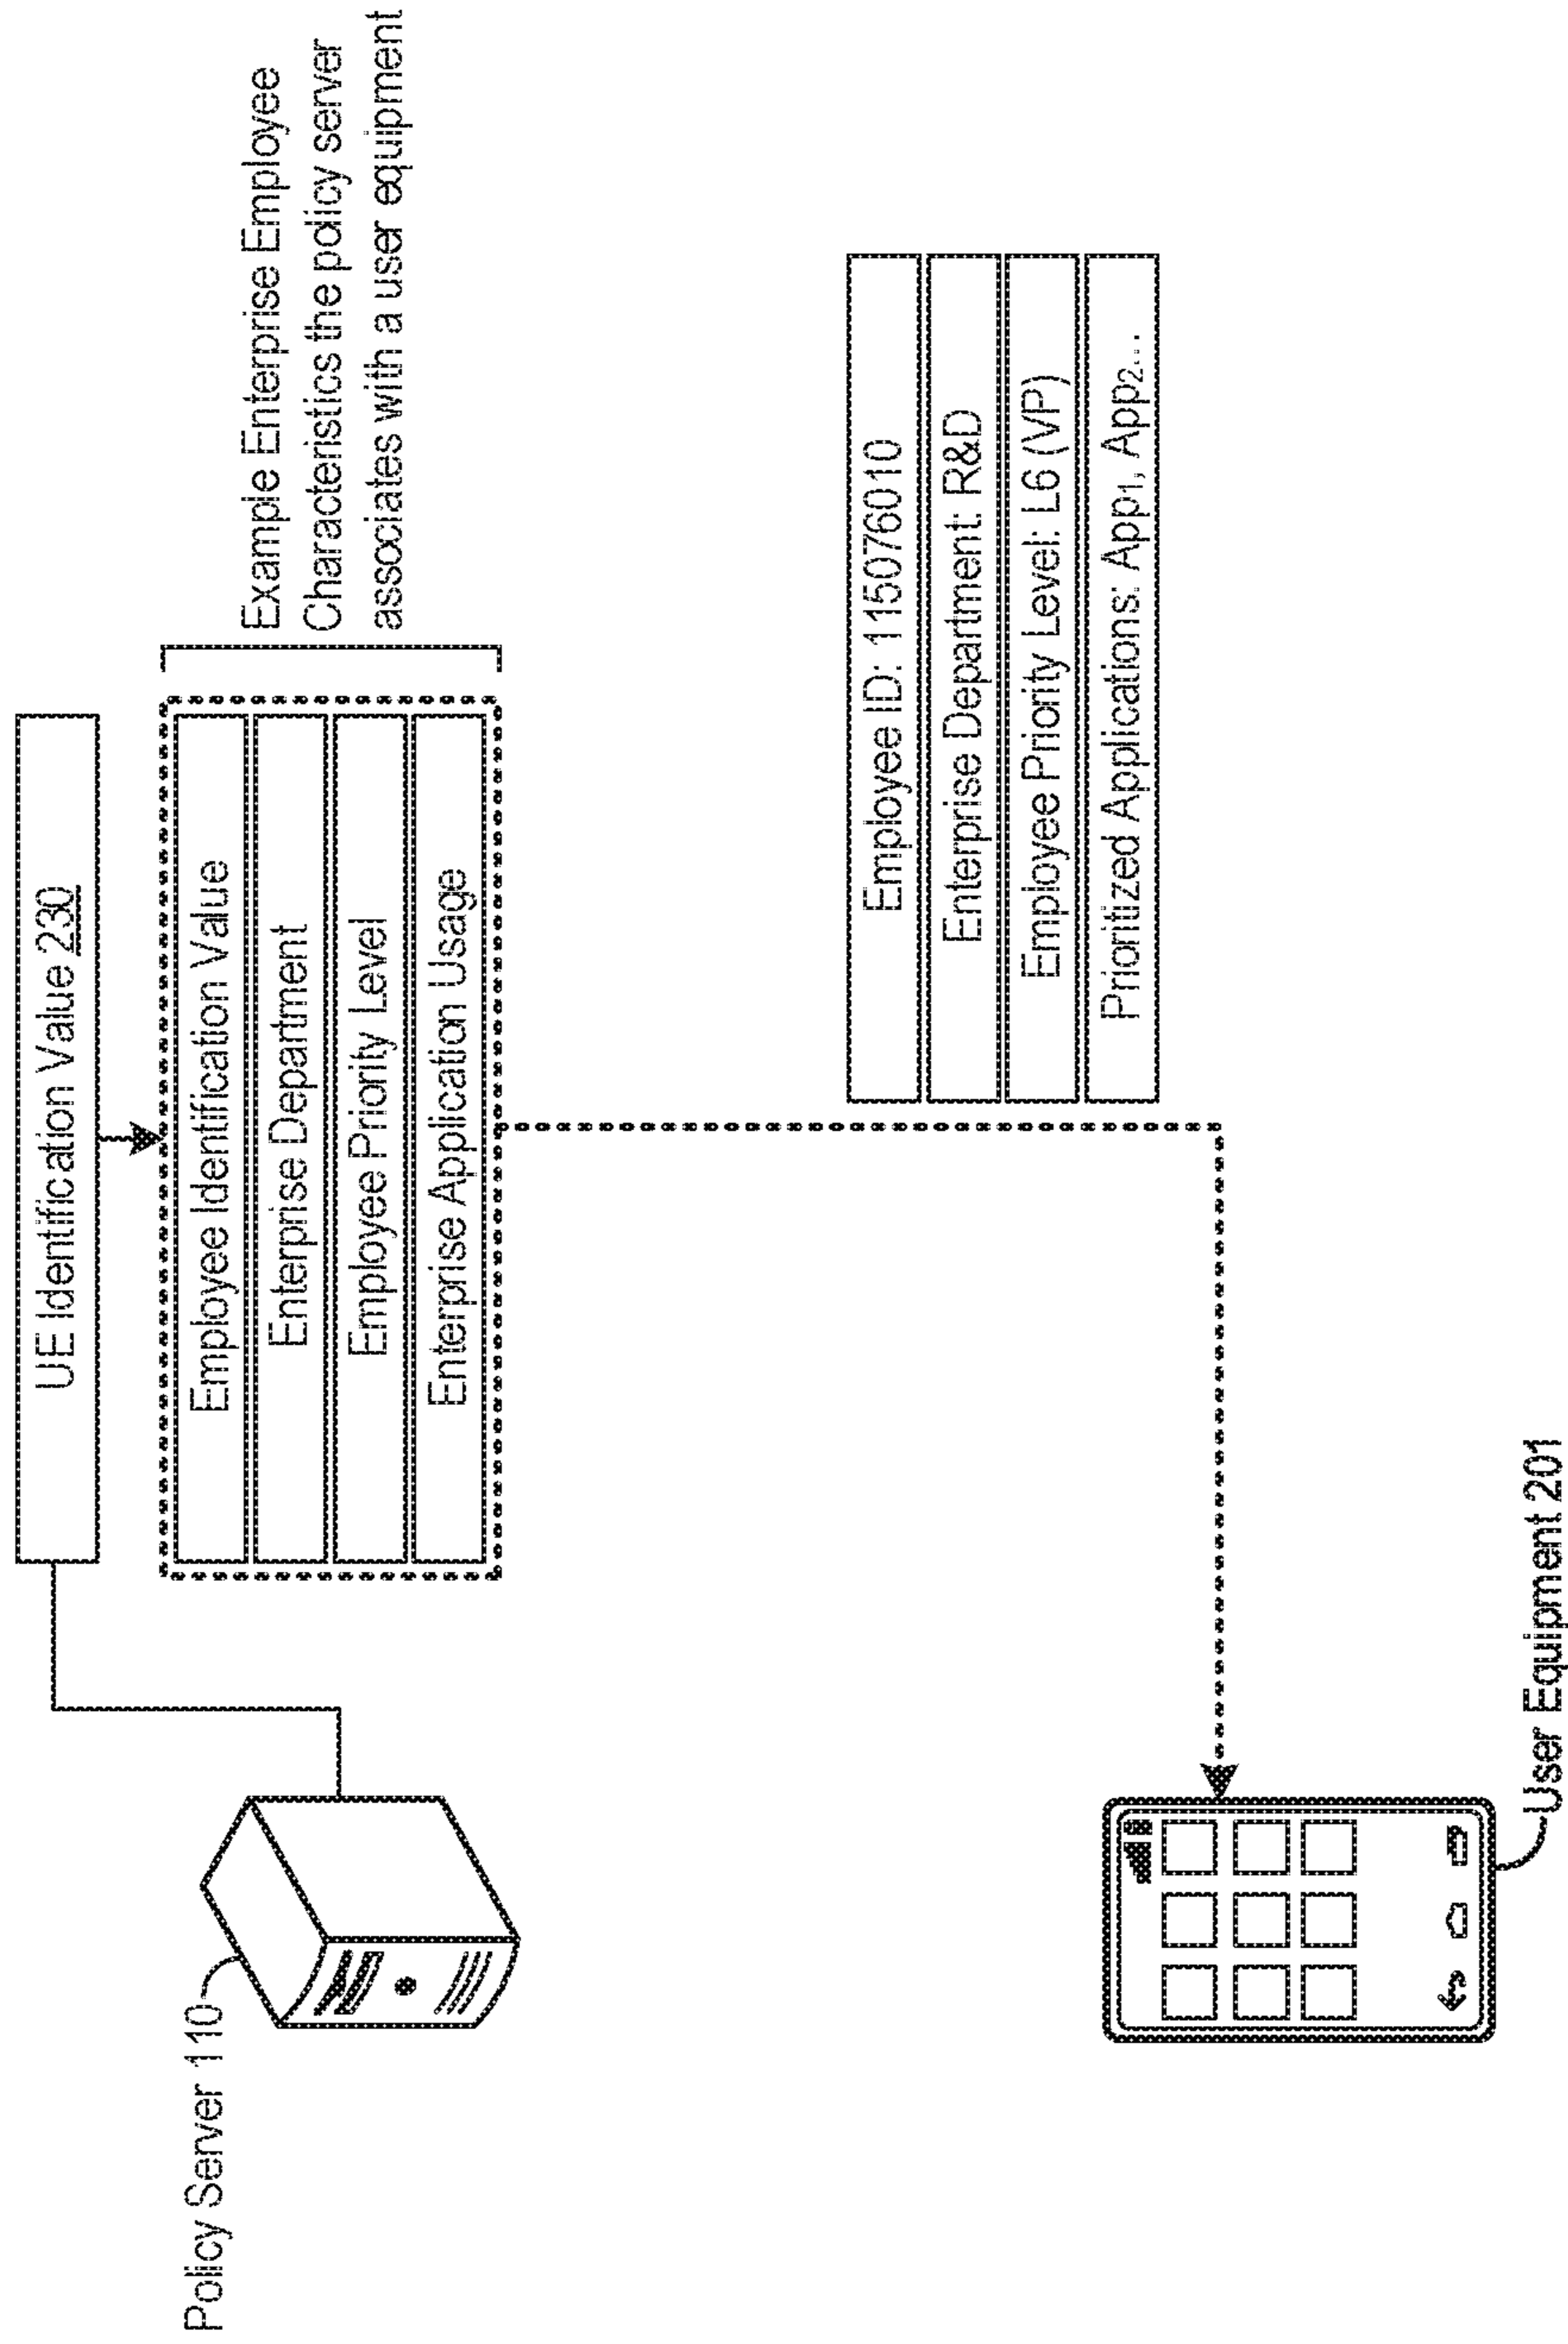 Policy Server 110
UE Identification Value 230
Employee Identification Value
Enterprise Department
Employee Priority Level
Enterprise Application Usage
Example Enterprise Employee
Characteristics the policy server
associates with a user equipment
Employee ID: 115076010
Enterprise Department: R&D
Employee Priority Level: L6 (VP)
Prioritized Applications: App1, App2...
User Equipment 201